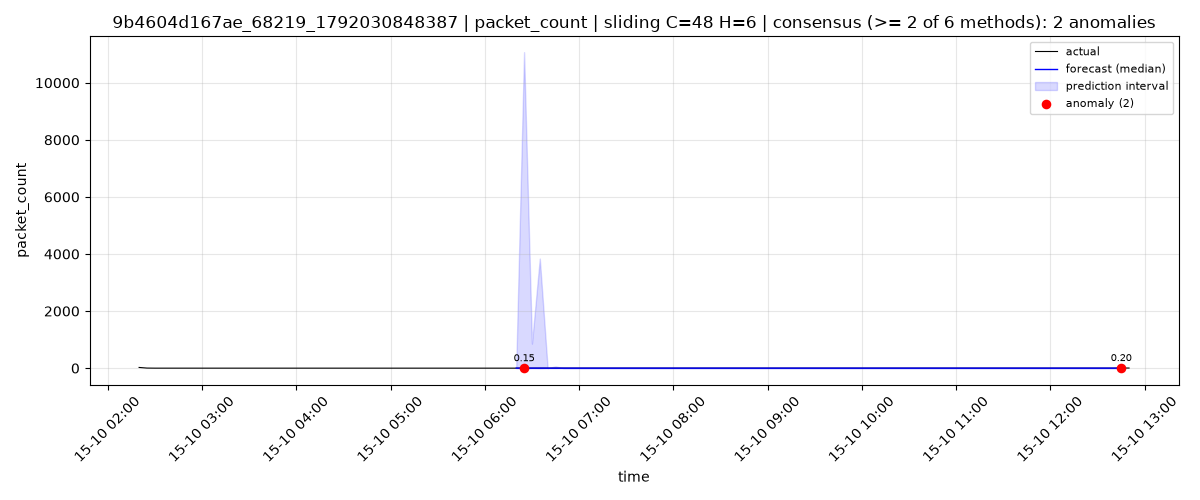 9b4604d167ae_68219_1792030848387 | packet_count | sliding C=48 H=6 | consensus (>= 2 of 6 methods): 2 anomalies
actual
forecast (median)
prediction interval
anomaly (2)
packet_count
10000
8000
6000
4000
2000
0
0.15
0.20
15-10 02:00
15-10 03:00
15-10 04:00
15-10 05:00
15-10 06:00
15-10 07:00
15-10 08:00
15-10 09:00
15-10 10:00
15-10 11:00
15-10 12:00
15-10 13:00
time